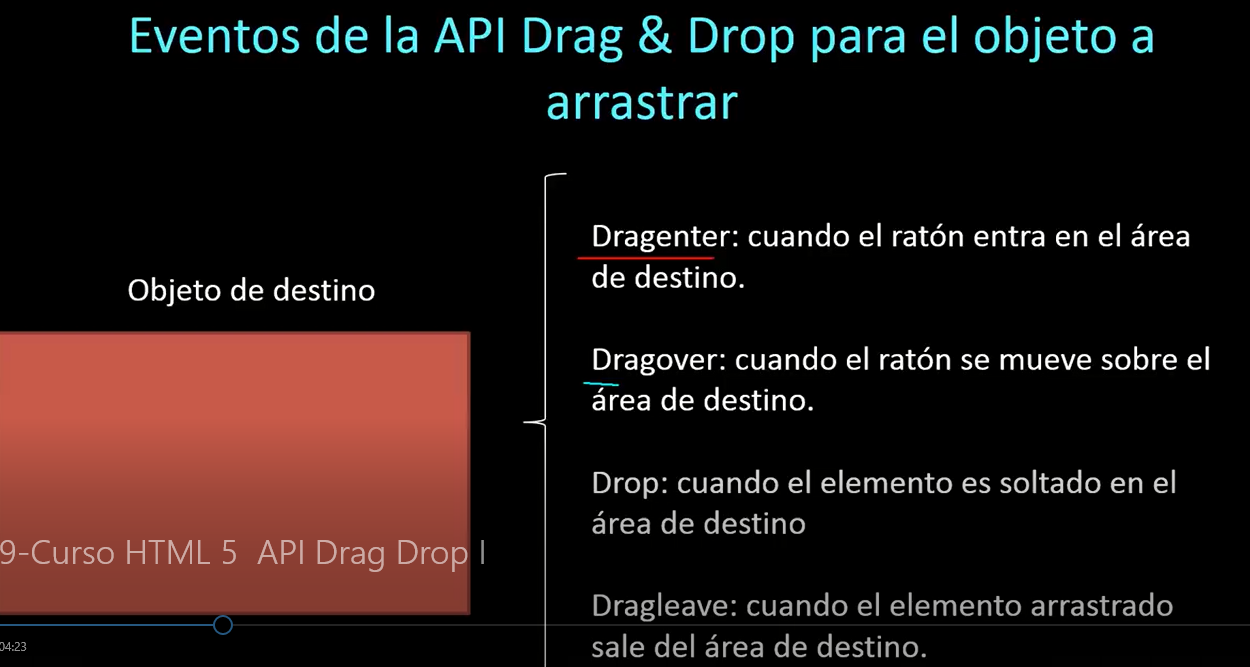 Eventos de la API Drag & Drop para el objeto a
arrastrar
Objeto de destino
Dragenter: cuando el ratón entra en el área
de destino.
Dragover: cuando el ratón se mueve sobre el
área de destino.
Drop: cuando el elemento es soltado en el
área de destino
Dragleave: cuando el elemento arrastrado
sale del área de destino.
9-Curso HTML 5 API Drag Drop I
04:23